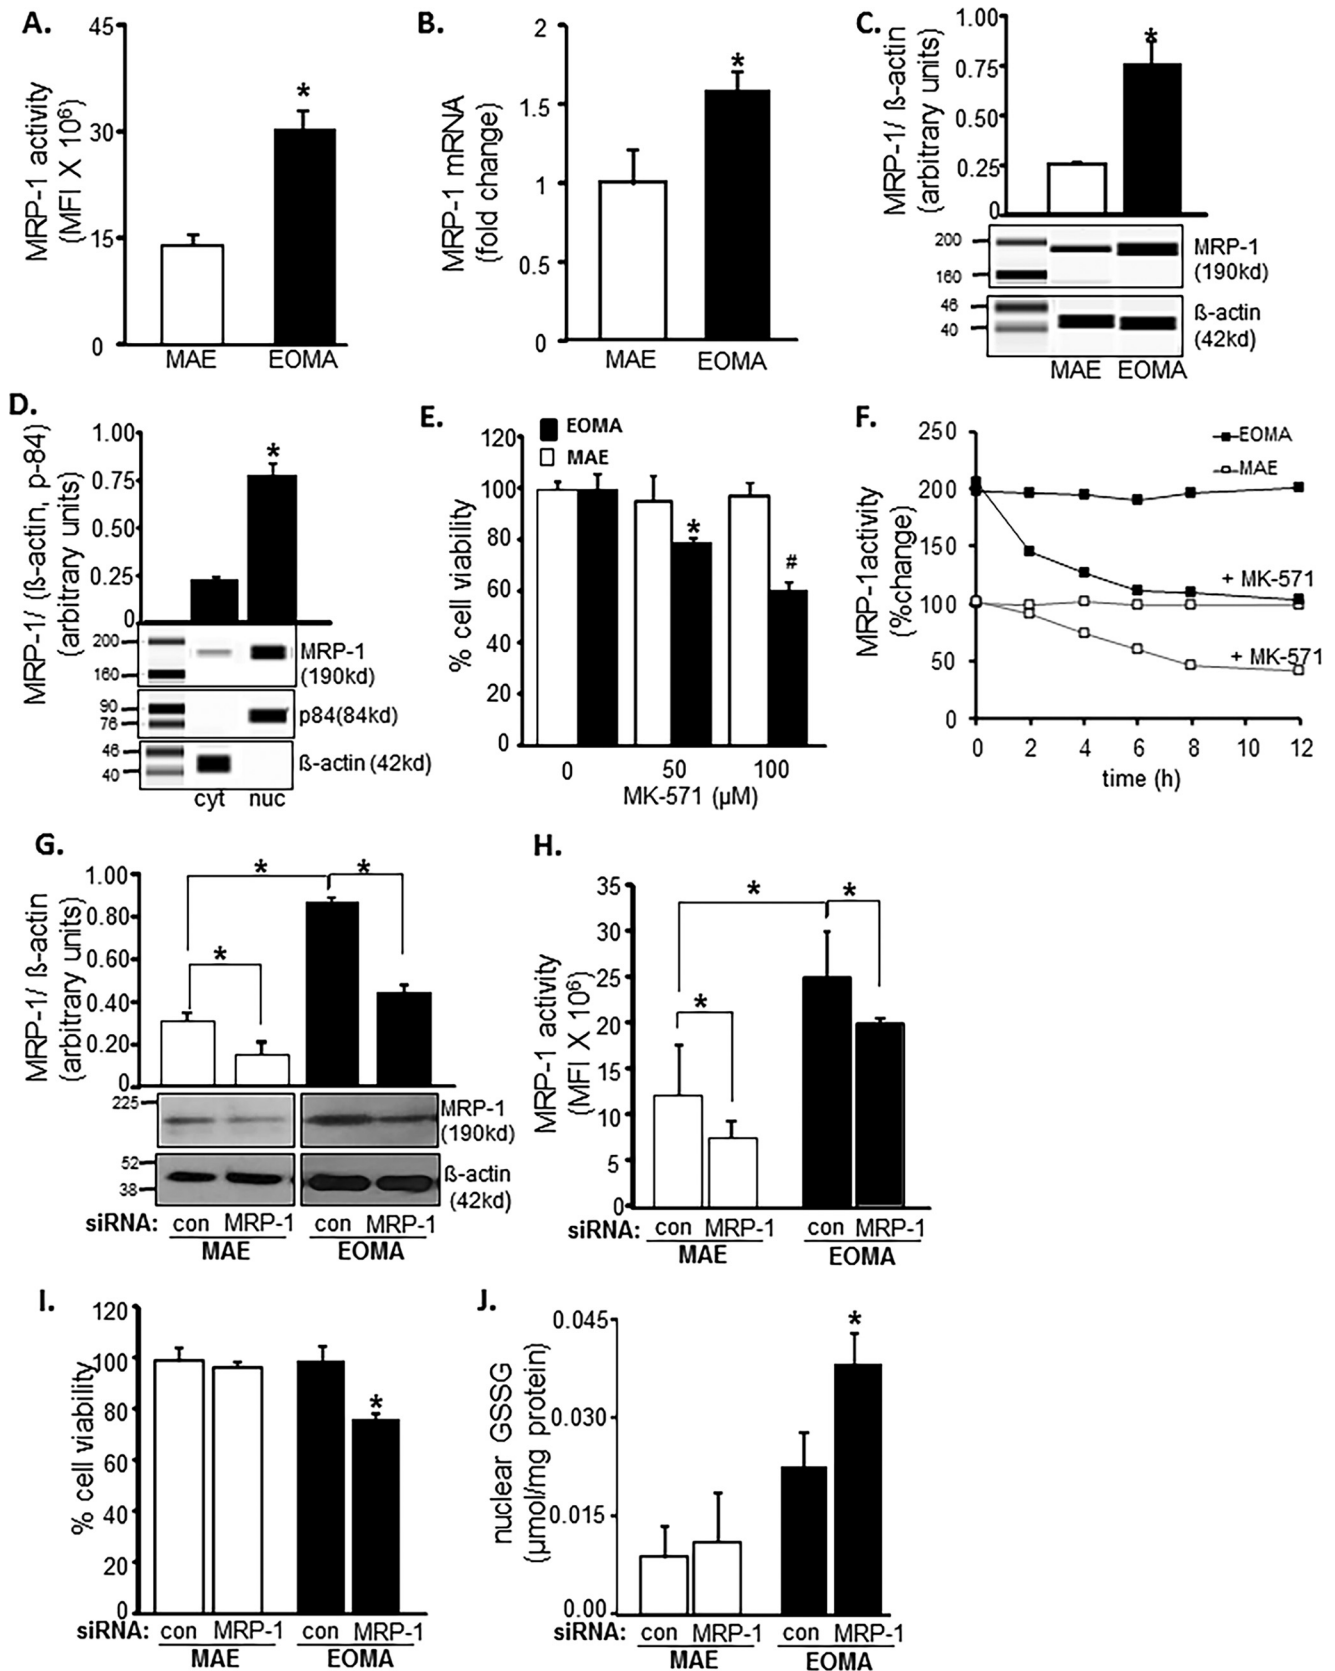 A.
MRP-1 activity
(MFI X 10⁶)
45
30
15
0
*
MAE EOMA
B.
MRP-1 mRNA
(fold change)
2
1.5
1
0.5
0
*
MAE EOMA
C.
MRP-1/ ß-actin
(arbitrary units)
1.00
0.75
0.50
0.25
0
*
200
160
MRP-1
(190kd)
46
40
ß-actin
(42kd)
MAE EOMA
D.
MRP-1/ (ß-actin, p-84)
(arbitrary units)
1.00
0.75
0.50
0.25
0
*
200
160
MRP-1
(190kd)
90
76
p84(84kd)
46
40
ß-actin (42kd)
cyt nuc
E.
% cell viability
120
100
80
60
40
20
0
EOMA
MAE
*
#
0 50 100
MK-571 (µM)
F.
MRP-1activity
(%change)
250
200
150
100
50
0
EOMA
MAE
+ MK-571
+ MK-571
0 2 4 6 8 10 12
time (h)
G.
MRP-1/ ß-actin
(arbitrary units)
1.00
0.80
0.60
0.40
0.20
0
* *
*
225
MRP-1
(190kd)
52
38
ß-actin
(42kd)
siRNA: con MRP-1 con MRP-1
MAE EOMA
H.
MRP-1 activity
(MFI X 10⁶)
35
30
25
20
15
10
5
0
* *
*
siRNA: con MRP-1 con MRP-1
MAE EOMA
I.
% cell viability
120
100
80
60
40
20
0
*
siRNA: con MRP-1 con MRP-1
MAE EOMA
J.
nuclear GSSG
(µmol/mg protein)
0.045
0.030
0.015
0.00
*
siRNA: con MRP-1 con MRP-1
MAE EOMA